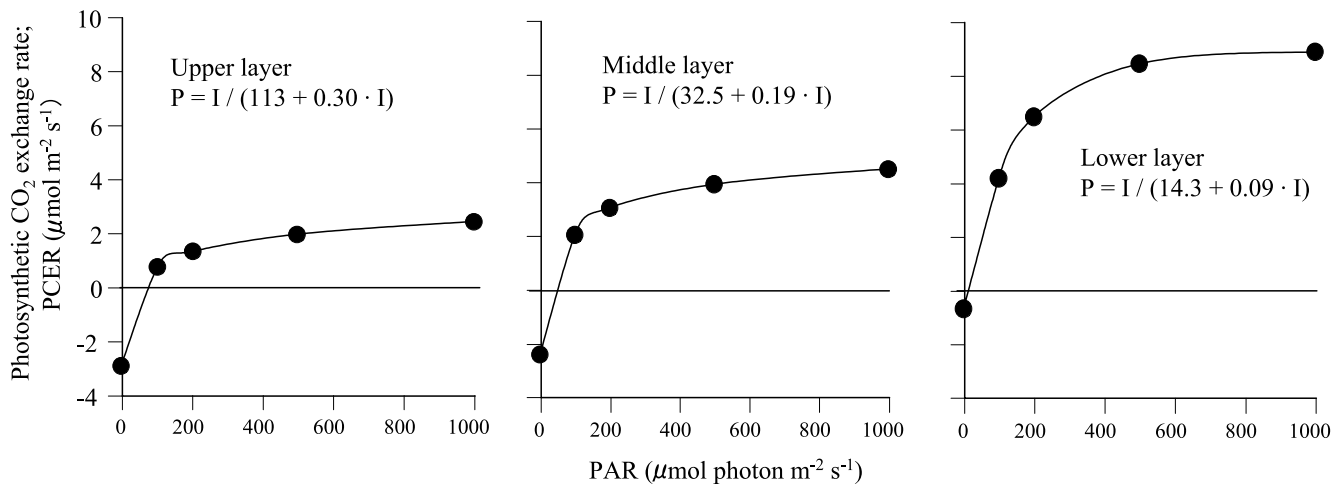 Photosynthetic CO₂ exchange rate;
PCER (μmol m⁻² s⁻¹)
10
8
6
4
2
0
-2
-4
Upper layer
P = I / (113 + 0.30 · I)
0
200
400
600
800
1000
Middle layer
P = I / (32.5 + 0.19 · I)
0
200
400
600
800
1000
Lower layer
P = I / (14.3 + 0.09 · I)
0
200
400
600
800
1000
PAR (μmol photon m⁻² s⁻¹)